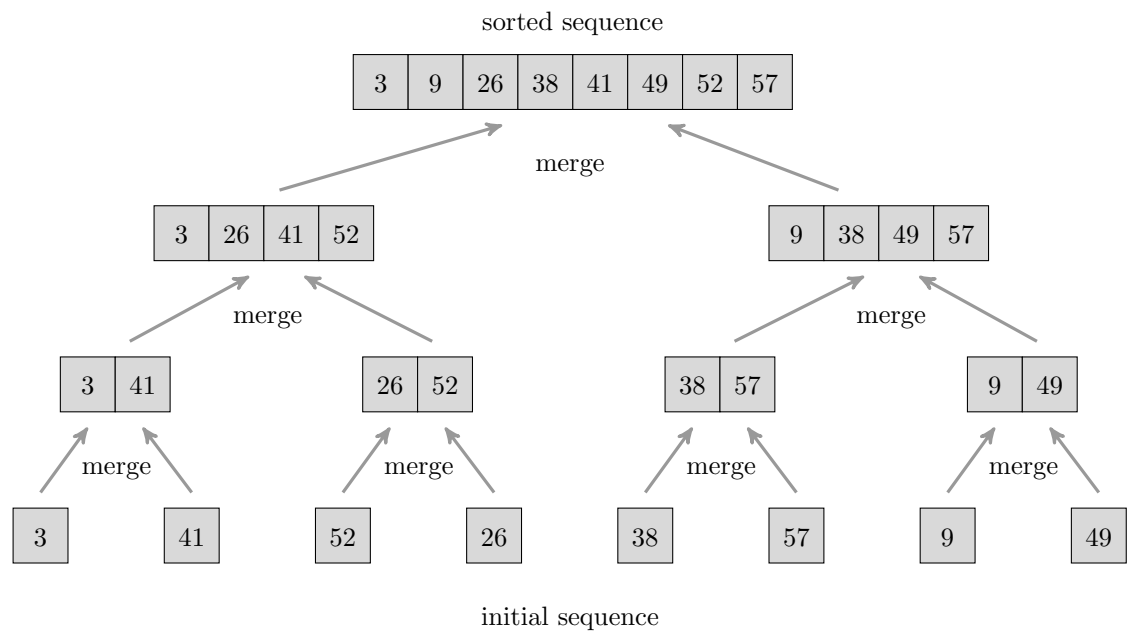 sorted sequence
3 9 26 38 41 49 52 57
merge
3 26 41 52 9 38 49 57
merge merge
3 41 26 52 38 57 9 49
merge merge merge merge
3 41 52 26 38 57 9 49
initial sequence